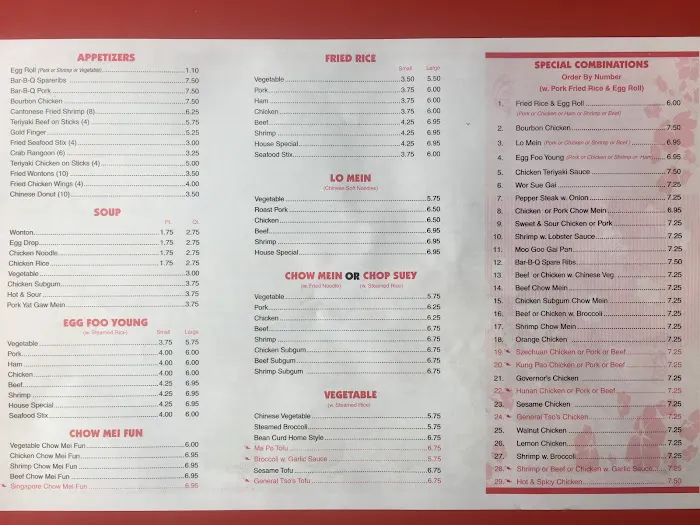 APPETIZERS
Egg Roll (Pork or Shrimp or Vegetable) 1.10
Bar-B-Q Spareribs 7.50
Bar-B-Q Pork 7.50
Bourbon Chicken 7.50
Cantonese Fried Shrimp (8) 6.25
Teriyaki Beef on Sticks (4) 5.75
Gold Finger 5.25
Fried Seafood Stix (4) 3.00
Crab Rangoon (6) 3.25
Teriyaki Chicken on Sticks (4) 5.00
Fried Wontons (10) 3.50
Fried Chicken Wings (4) 4.00
Chinese Donut (10) 3.50
SOUP
Pt. Qt.
Wonton 1.75 2.75
Egg Drop 1.75 2.75
Chicken Noodle 1.75 2.75
Chicken Rice 1.75 2.75
Vegetable 3.00
Chicken Subgum 3.75
Hot & Sour 3.75
Pork Yat Gaw Mein 3.75
EGG FOO YOUNG
(w. Steamed Rice) Small Large
Vegetable 3.75 5.75
Pork 4.00 6.00
Ham 4.00 6.00
Chicken 4.00 6.00
Beef 4.25 6.95
Shrimp 4.25 6.95
House Special 4.25 6.95
Seafood Stix 4.00 6.00
CHOW MEI FUN
Vegetable Chow Mei Fun 6.00
Chicken Chow Mei Fun 6.95
Shrimp Chow Mei Fun 6.95
Beef Chow Mei Fun 6.95
Singapore Chow Mei Fun 6.95
FRIED RICE
Small Large
Vegetable 3.50 5.50
Pork 3.75 6.00
Ham 3.75 6.00
Chicken 3.75 6.00
Beef 4.25 6.95
Shrimp 4.25 6.95
House Special 4.25 6.95
Seafood Stix 3.75 6.00
LO MEIN
(Chinese Soft Noodles)
Vegetable 5.75
Roast Pork 6.50
Chicken 6.50
Beef 6.95
Shrimp 6.95
House Special 6.95
CHOW MEIN OR CHOP SUEY
(w. Fried Noodle) (w. Steamed Rice)
Vegetable 5.75
Pork 6.25
Chicken 6.25
Beef 6.75
Shrimp 6.75
Chicken Subgum 6.75
Beef Subgum 6.75
Shrimp Subgum 6.75
VEGETABLE
(w. Steamed Rice)
Chinese Vegetable 5.75
Steamed Broccoli 5.75
Bean Curd Home Style 6.75
Ma Po Tofu 6.75
Broccoli w. Garlic Sauce 5.75
Sesame Tofu 6.75
General Tso's Tofu 6.75
SPECIAL COMBINATIONS
Order By Number
(w. Pork Fried Rice & Egg Roll)
1. Fried Rice & Egg Roll 6.00
(Pork or Chicken or Ham or Shrimp or Beef)
2. Bourbon Chicken 7.50
3. Lo Mein (Pork or Chicken or Shrimp or Beef) 6.95
4. Egg Foo Young (Pork or Chicken or Shrimp or Ham) 6.95
5. Chicken Teriyaki Sauce 7.25
6. Wor Sue Gai 7.25
7. Pepper Steak w. Onion 7.25
8. Chicken or Pork Chow Mein 6.95
9. Sweet & Sour Chicken or Pork 7.25
10. Shrimp w. Lobster Sauce 7.25
11. Moo Goo Gai Pan 7.25
12. Bar-B-Q Spare Ribs 7.50
13. Beef or Chicken w. Chinese Veg. 7.25
14. Beef Chow Mein 7.25
15. Chicken Subgum Chow Mein 7.25
16. Beef or Chicken w. Broccoli 7.25
17. Shrimp Chow Mein 7.25
18. Orange Chicken 7.25
19. Szechuan Chicken or Pork or Beef 7.25
20. Kung Pao Chicken or Pork or Beef 7.25
21. Governor's Chicken 7.25
22. Hunan Chicken or Pork or Beef 7.25
23. Sesame Chicken 7.25
24. General Tso's Chicken 7.25
25. Walnut Chicken 7.25
26. Lemon Chicken 7.25
27. Shrimp w. Broccoli 7.25
28. Shrimp or Beef or Chicken w. Garlic Sauce 7.25
29. Hot & Spicy Chicken 7.50